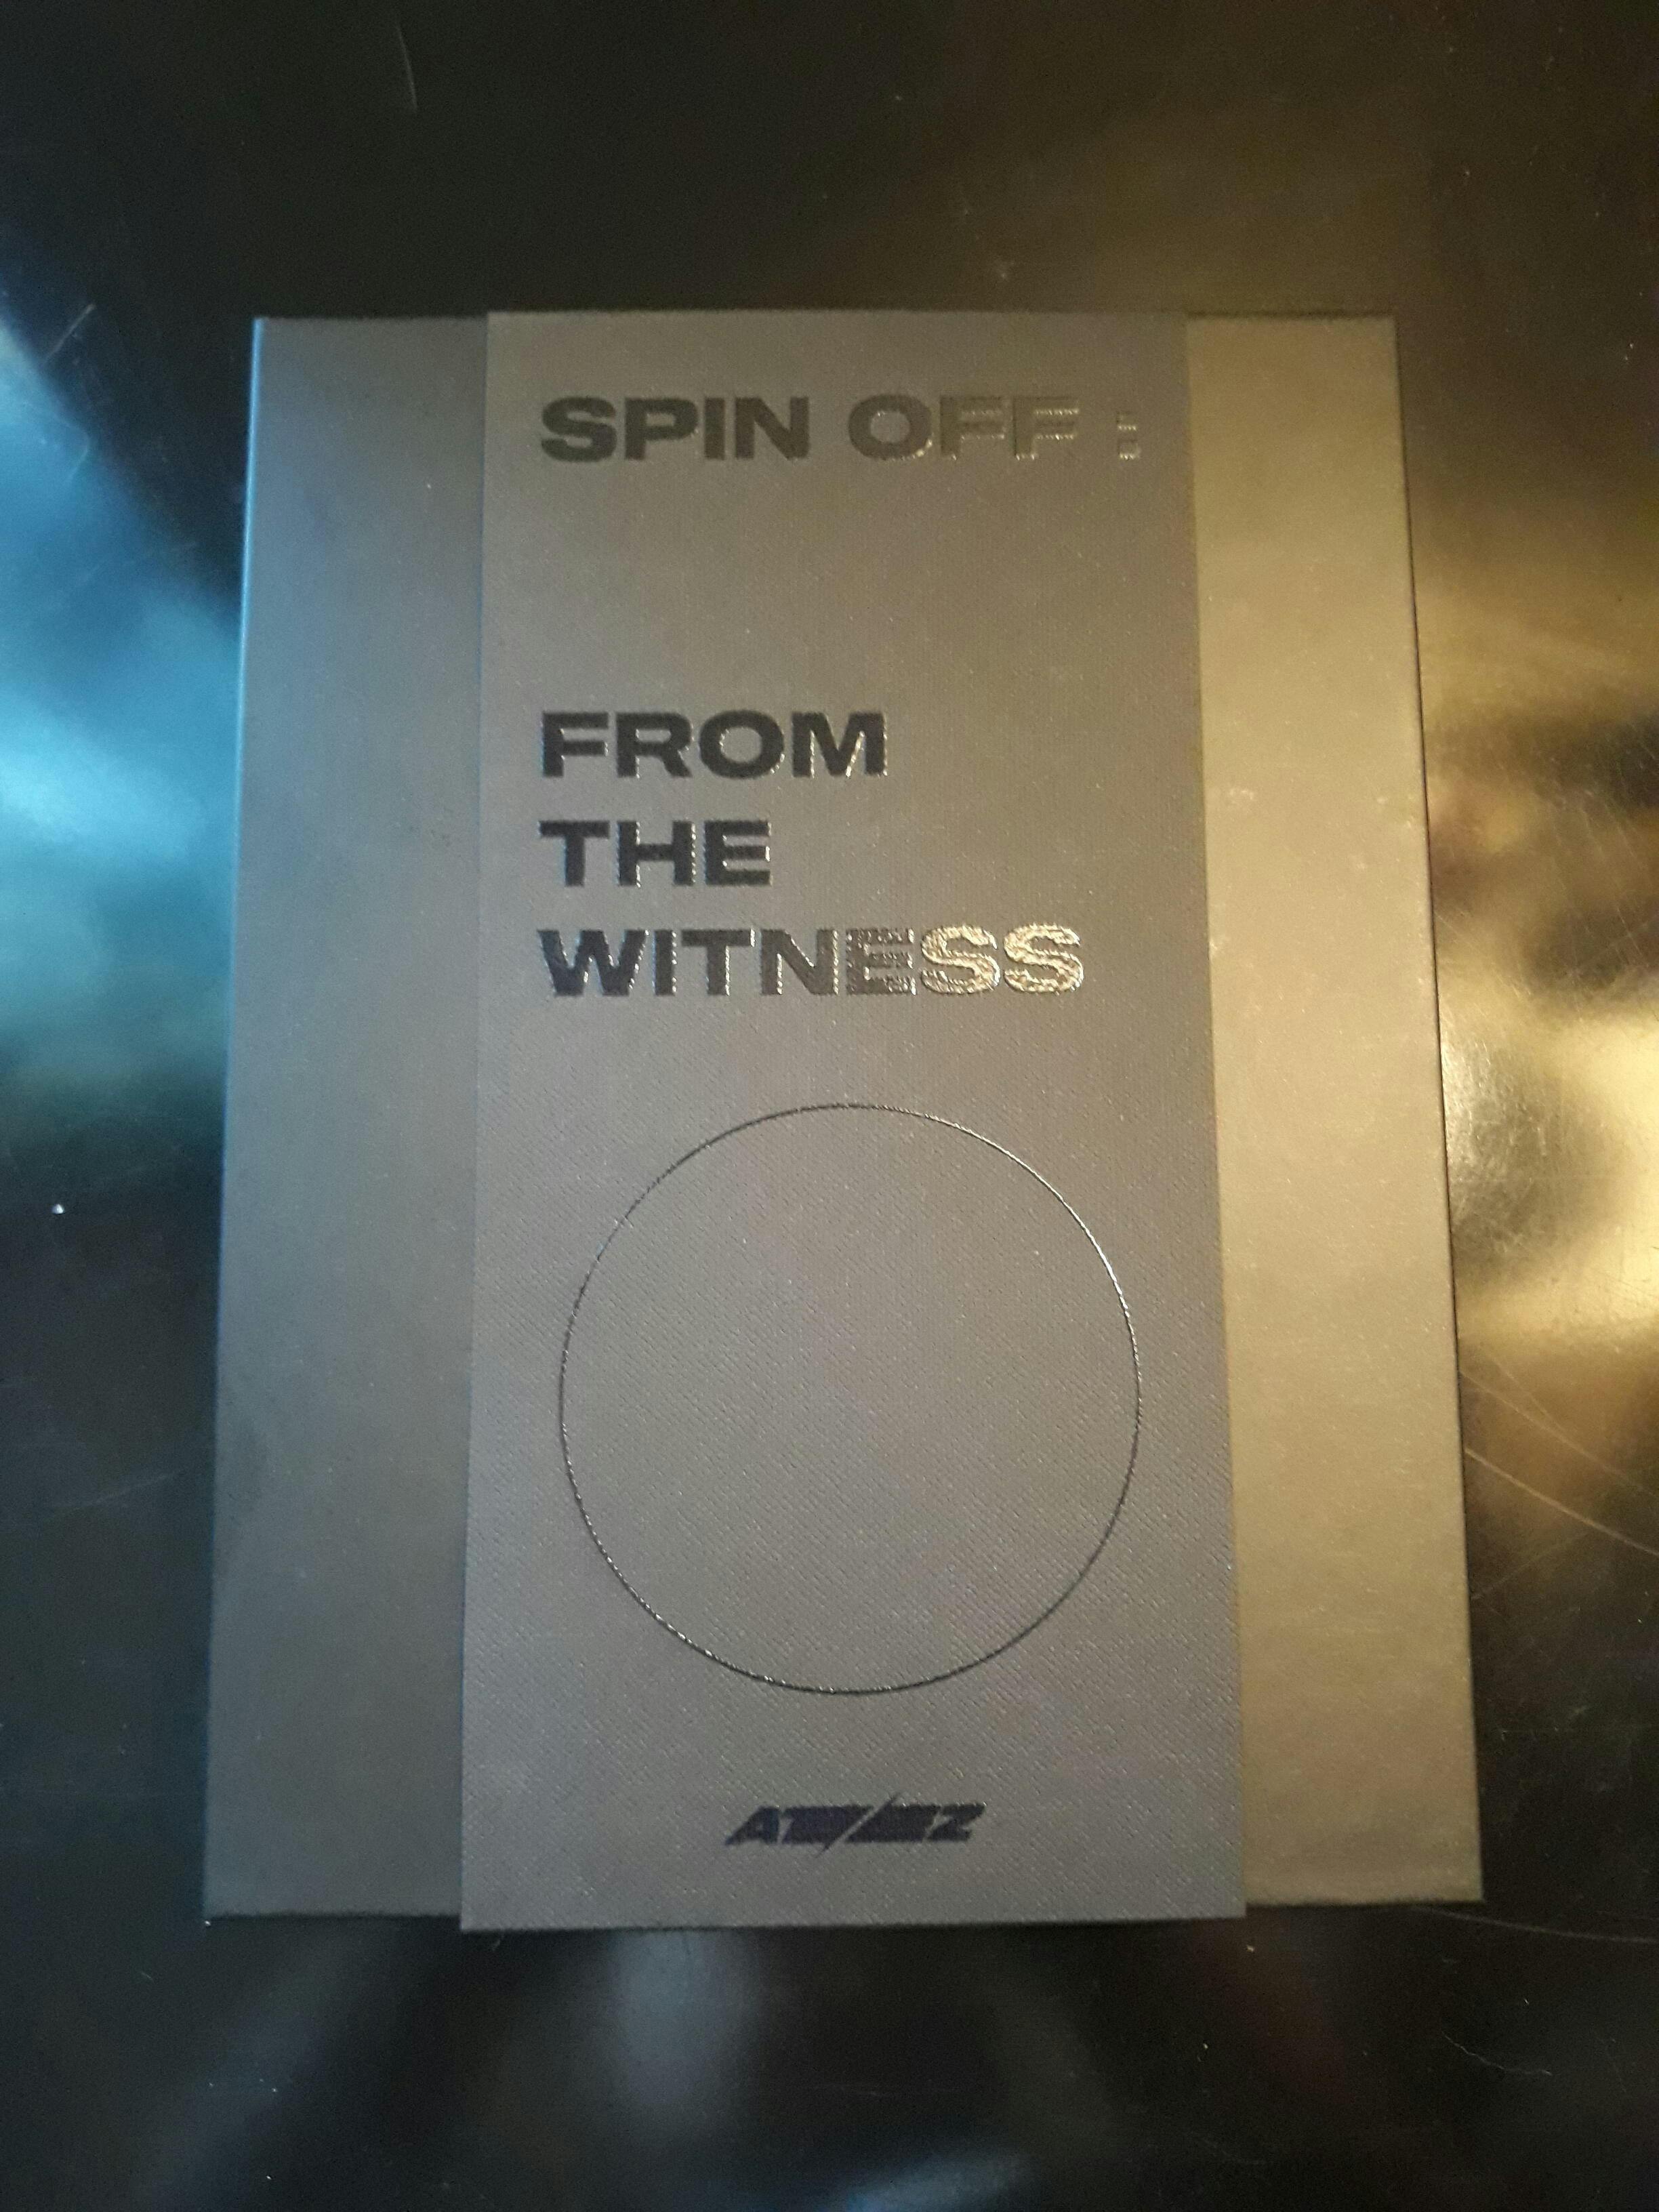 SPIN OFF :
FROM
THE
WITNESS
ATEEZ